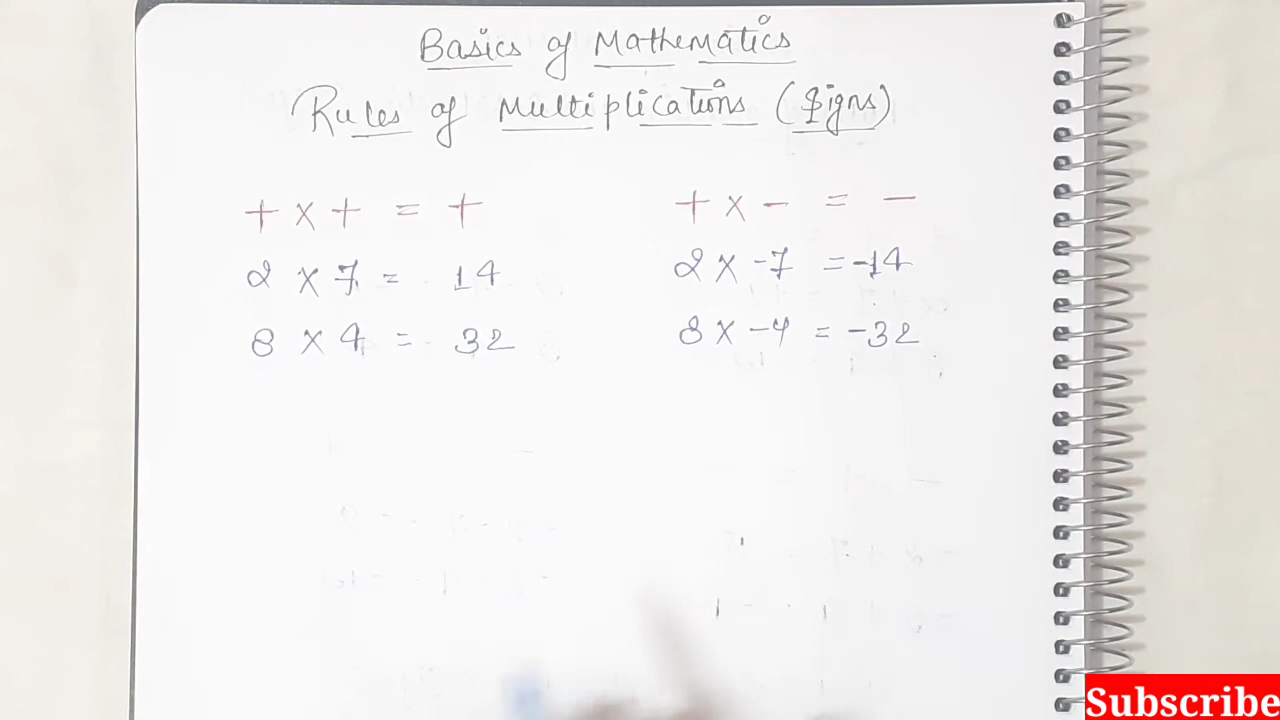 Basics of Mathematics
Rules of Multiplications (Signs)
+ × + = +
2 × 7 = 14
8 × 4 = 32
+ × - = -
2 × -7 = -14
8 × -4 = -32
Subscribe